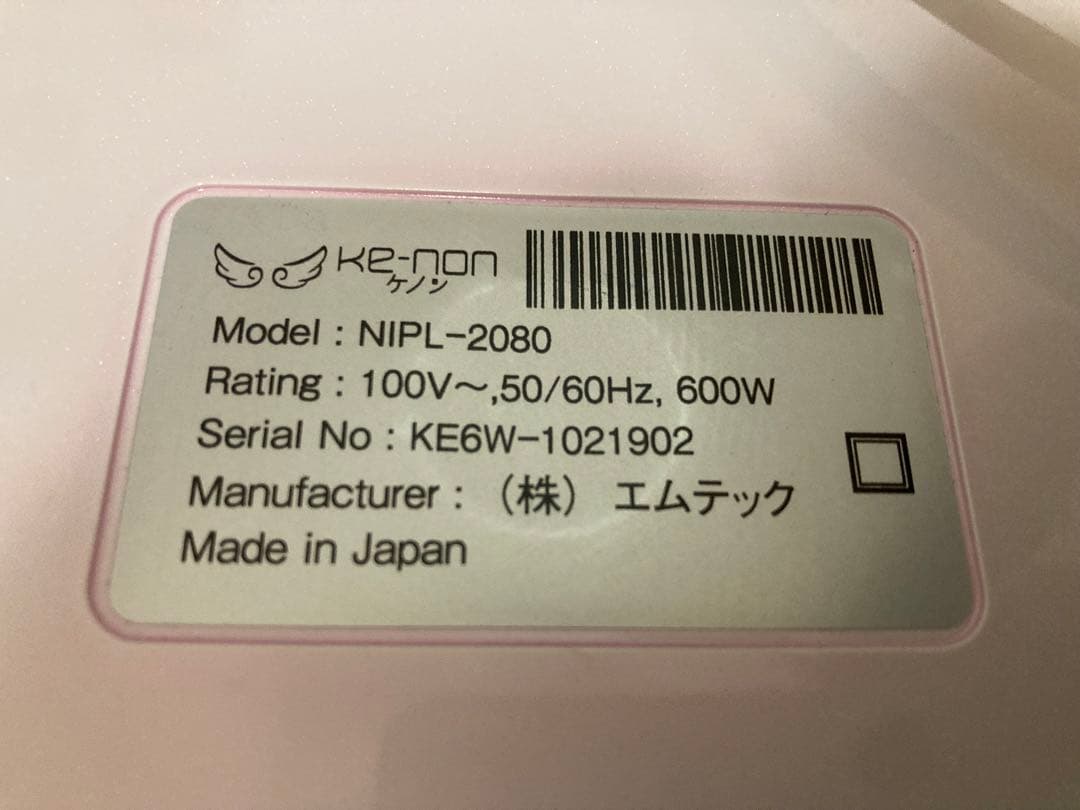 Ke-non
ケノン
Model : NIPL-2080
Rating : 100V～,50/60Hz, 600W
Serial No : KE6W-1021902
Manufacturer : （株） エムテック
Made in Japan